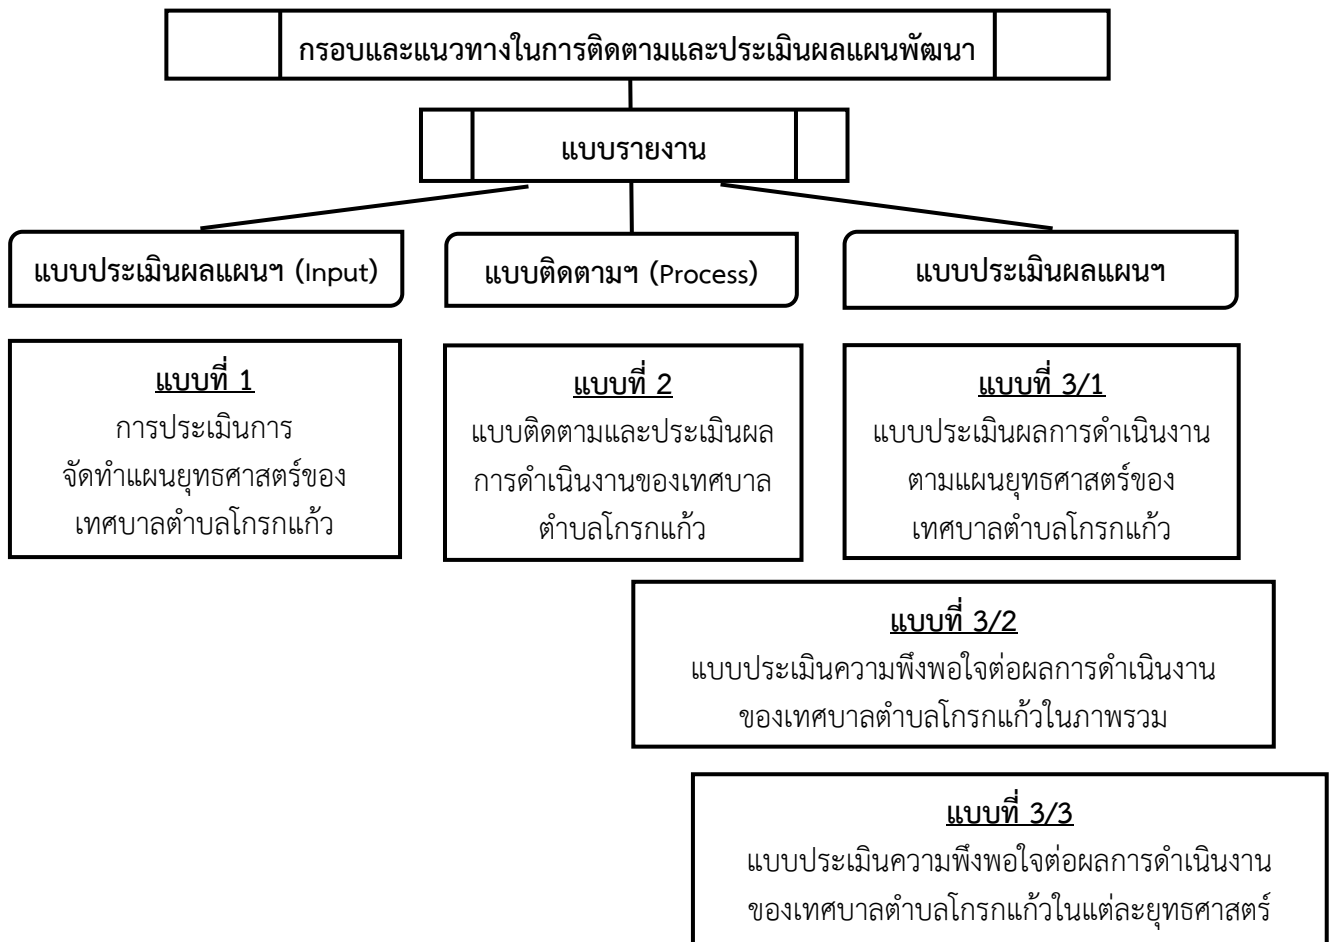 กรอบและแนวทางในการติดตามและประเมินผลแผนพัฒนา
แบบรายงาน
แบบประเมินผลแผนฯ (Input)
แบบติดตามฯ (Process)
แบบประเมินผลแผนฯ
แบบที่ 1
การประเมินการ
จัดทำแผนยุทธศาสตร์ของ
เทศบาลตำบลโกรกแก้ว
แบบที่ 2
แบบติดตามและประเมินผล
การดำเนินงานของเทศบาล
ตำบลโกรกแก้ว
แบบที่ 3/1
แบบประเมินผลการดำเนินงาน
ตามแผนยุทธศาสตร์ของ
เทศบาลตำบลโกรกแก้ว
แบบที่ 3/2
แบบประเมินความพึงพอใจต่อผลการดำเนินงาน
ของเทศบาลตำบลโกรกแก้วในภาพรวม
แบบที่ 3/3
แบบประเมินความพึงพอใจต่อผลการดำเนินงาน
ของเทศบาลตำบลโกรกแก้วในแต่ละยุทธศาสตร์